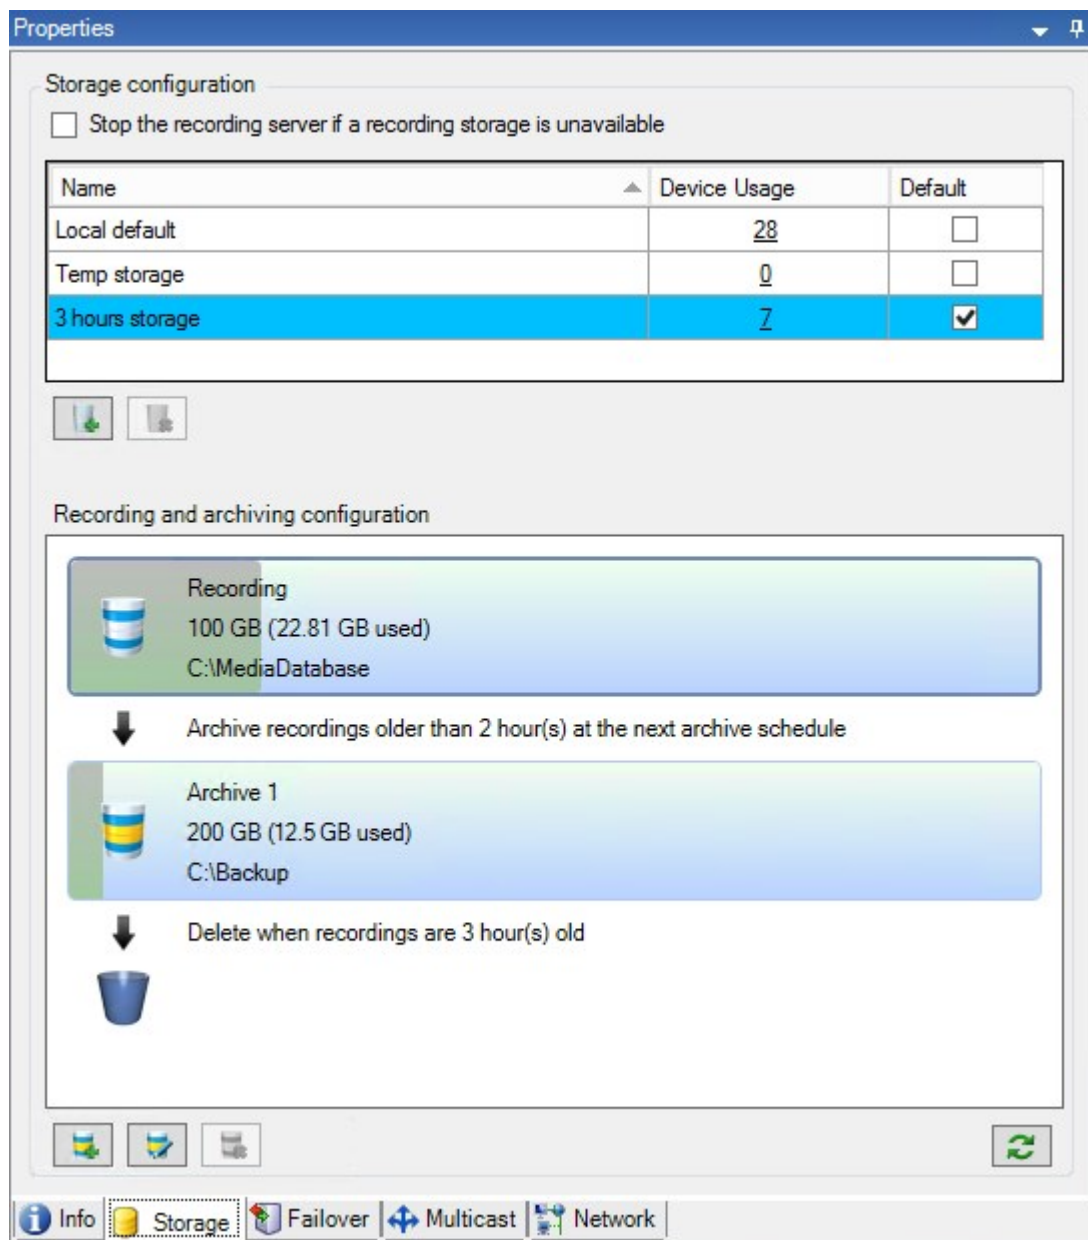 Properties
Storage configuration
Stop the recording server if a recording storage is unavailable
Name Device Usage Default
Local default 28
Temp storage 0
3 hours storage 7
Recording and archiving configuration
Recording
100 GB (22.81 GB used)
C:\MediaDatabase
Archive recordings older than 2 hour(s) at the next archive schedule
Archive 1
200 GB (12.5 GB used)
C:\Backup
Delete when recordings are 3 hour(s) old
Info Storage Failover Multicast Network